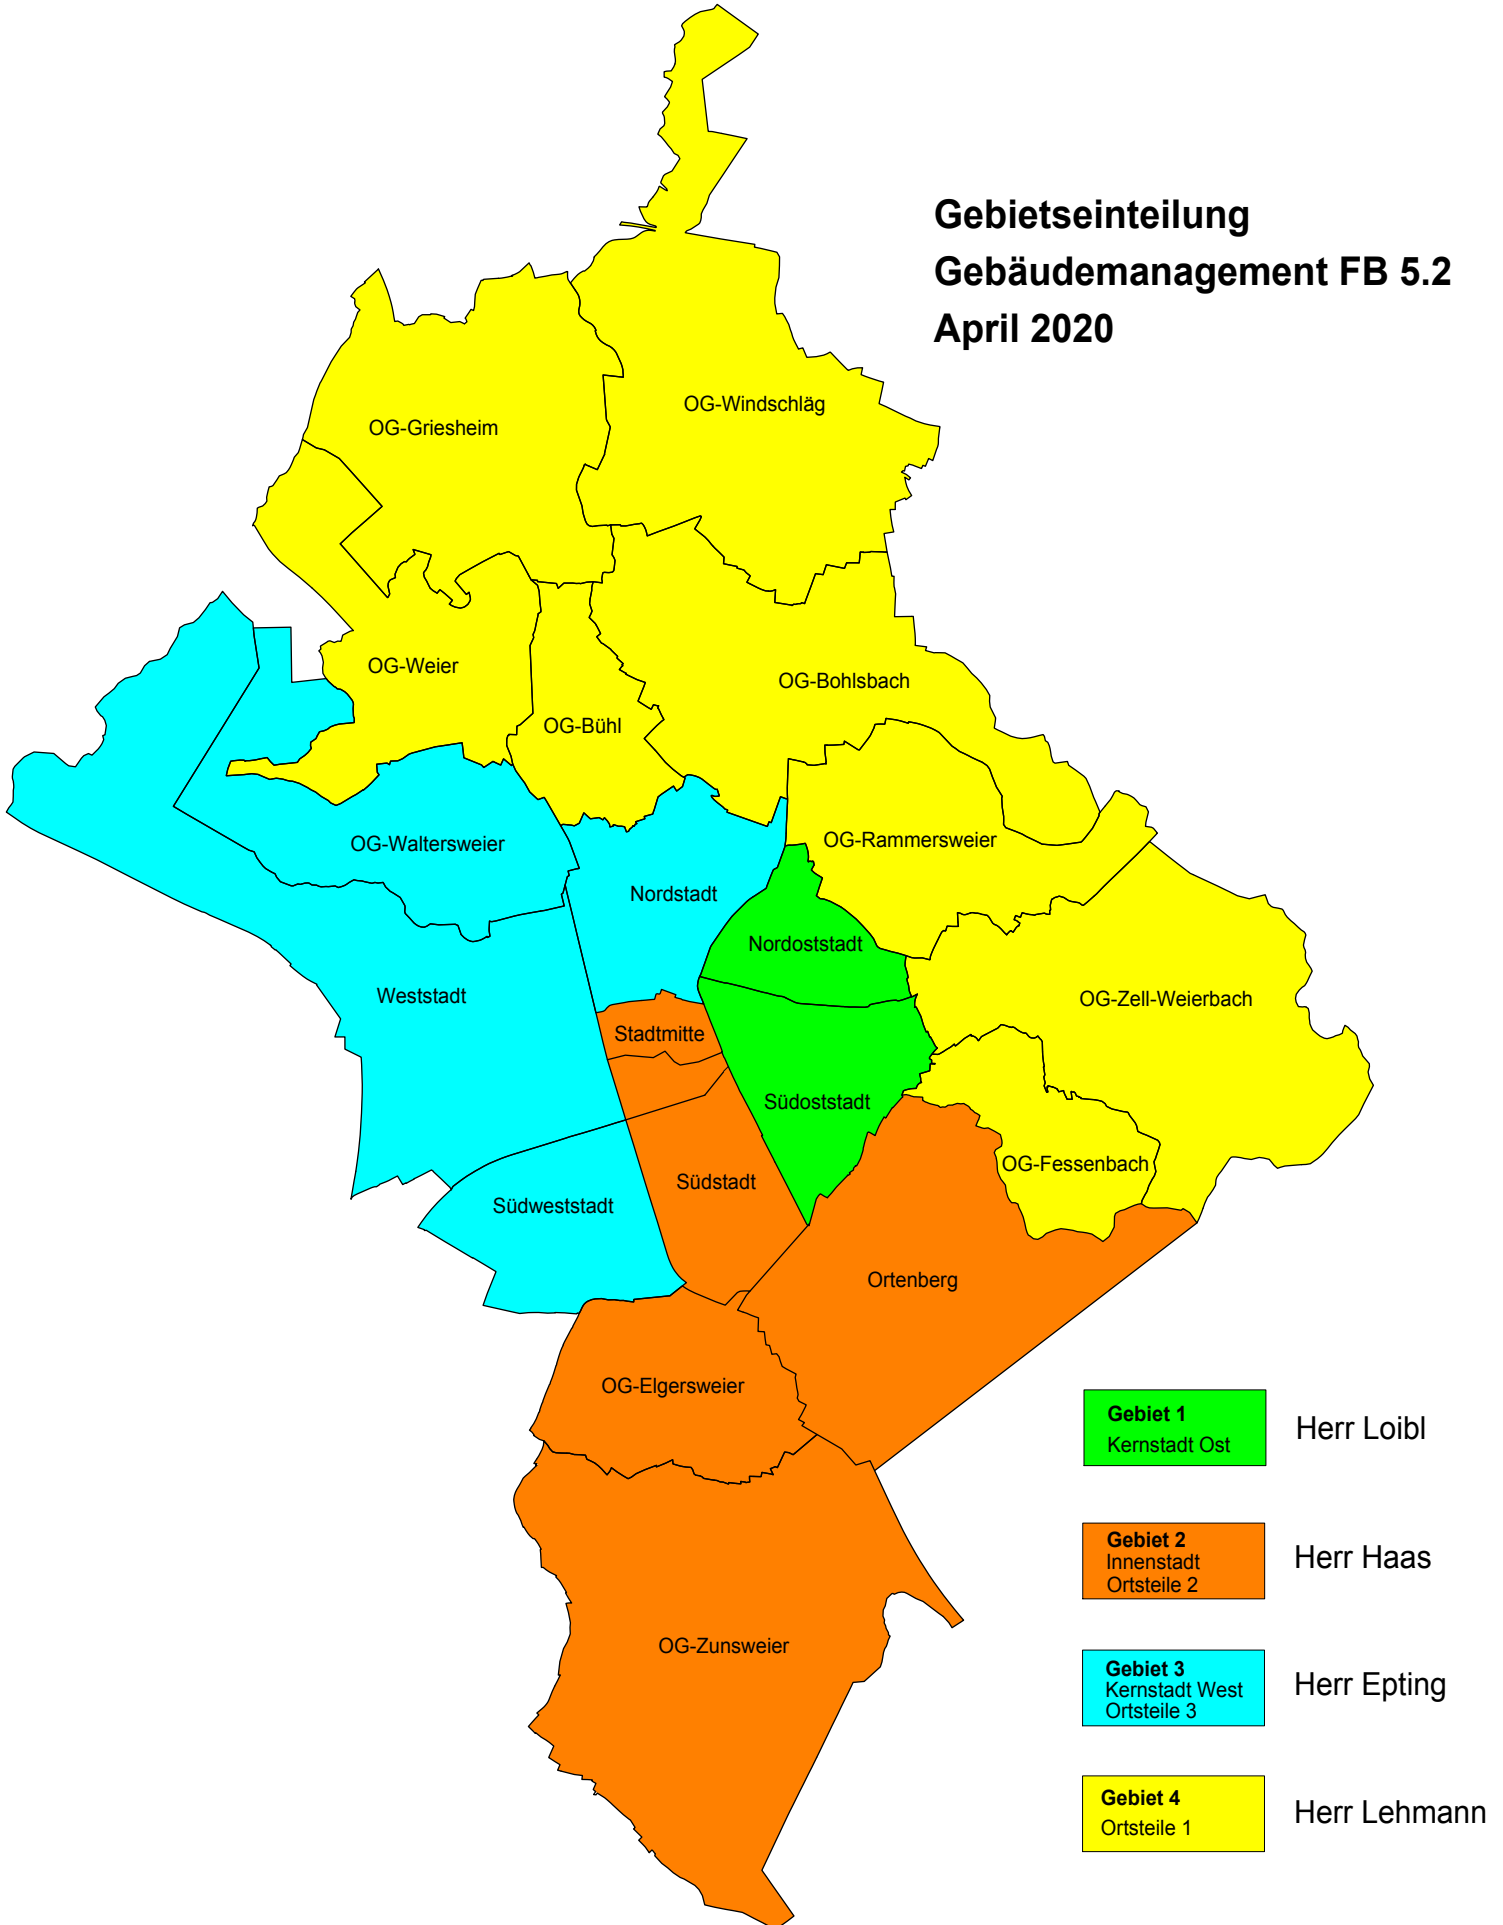 Gebietseinteilung
Gebäudemanagement FB 5.2
April 2020
OG-Windschläg
OG-Griesheim
OG-Weier
OG-Bohlsbach
OG-Bühl
OG-Waltersweier
OG-Rammersweier
Nordstadt
Nordoststadt
Weststadt
OG-Zell-Weierbach
Stadtmitte
Südoststadt
OG-Fessenbach
Südstadt
Südweststadt
Ortenberg
OG-Elgersweier
OG-Zunsweier
Gebiet 1
Kernstadt Ost
Herr Loibl
Gebiet 2
Innenstadt
Ortsteile 2
Herr Haas
Gebiet 3
Kernstadt West
Ortsteile 3
Herr Epting
Gebiet 4
Ortsteile 1
Herr Lehmann